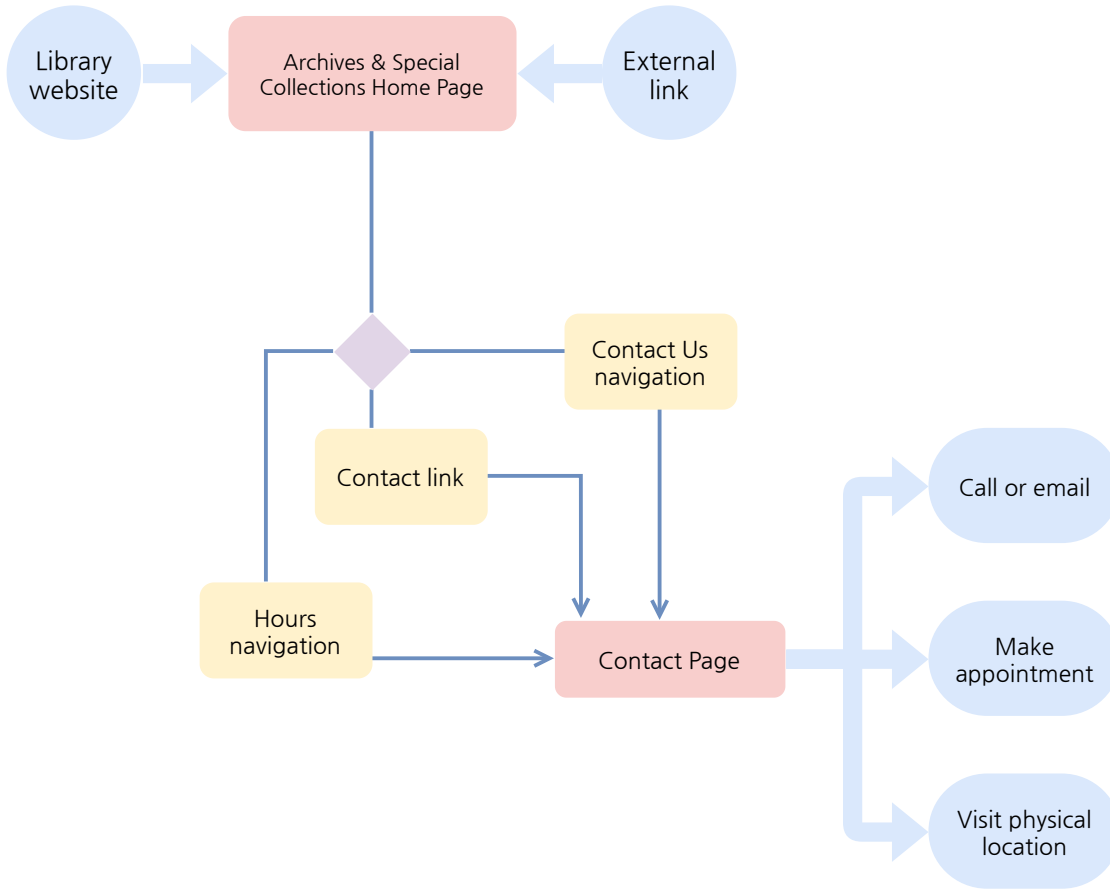 Library
website
Archives & Special
Collections Home Page
External
link
Contact Us
navigation
Contact link
Call or email
Hours
navigation
Contact Page
Make
appointment
Visit physical
location